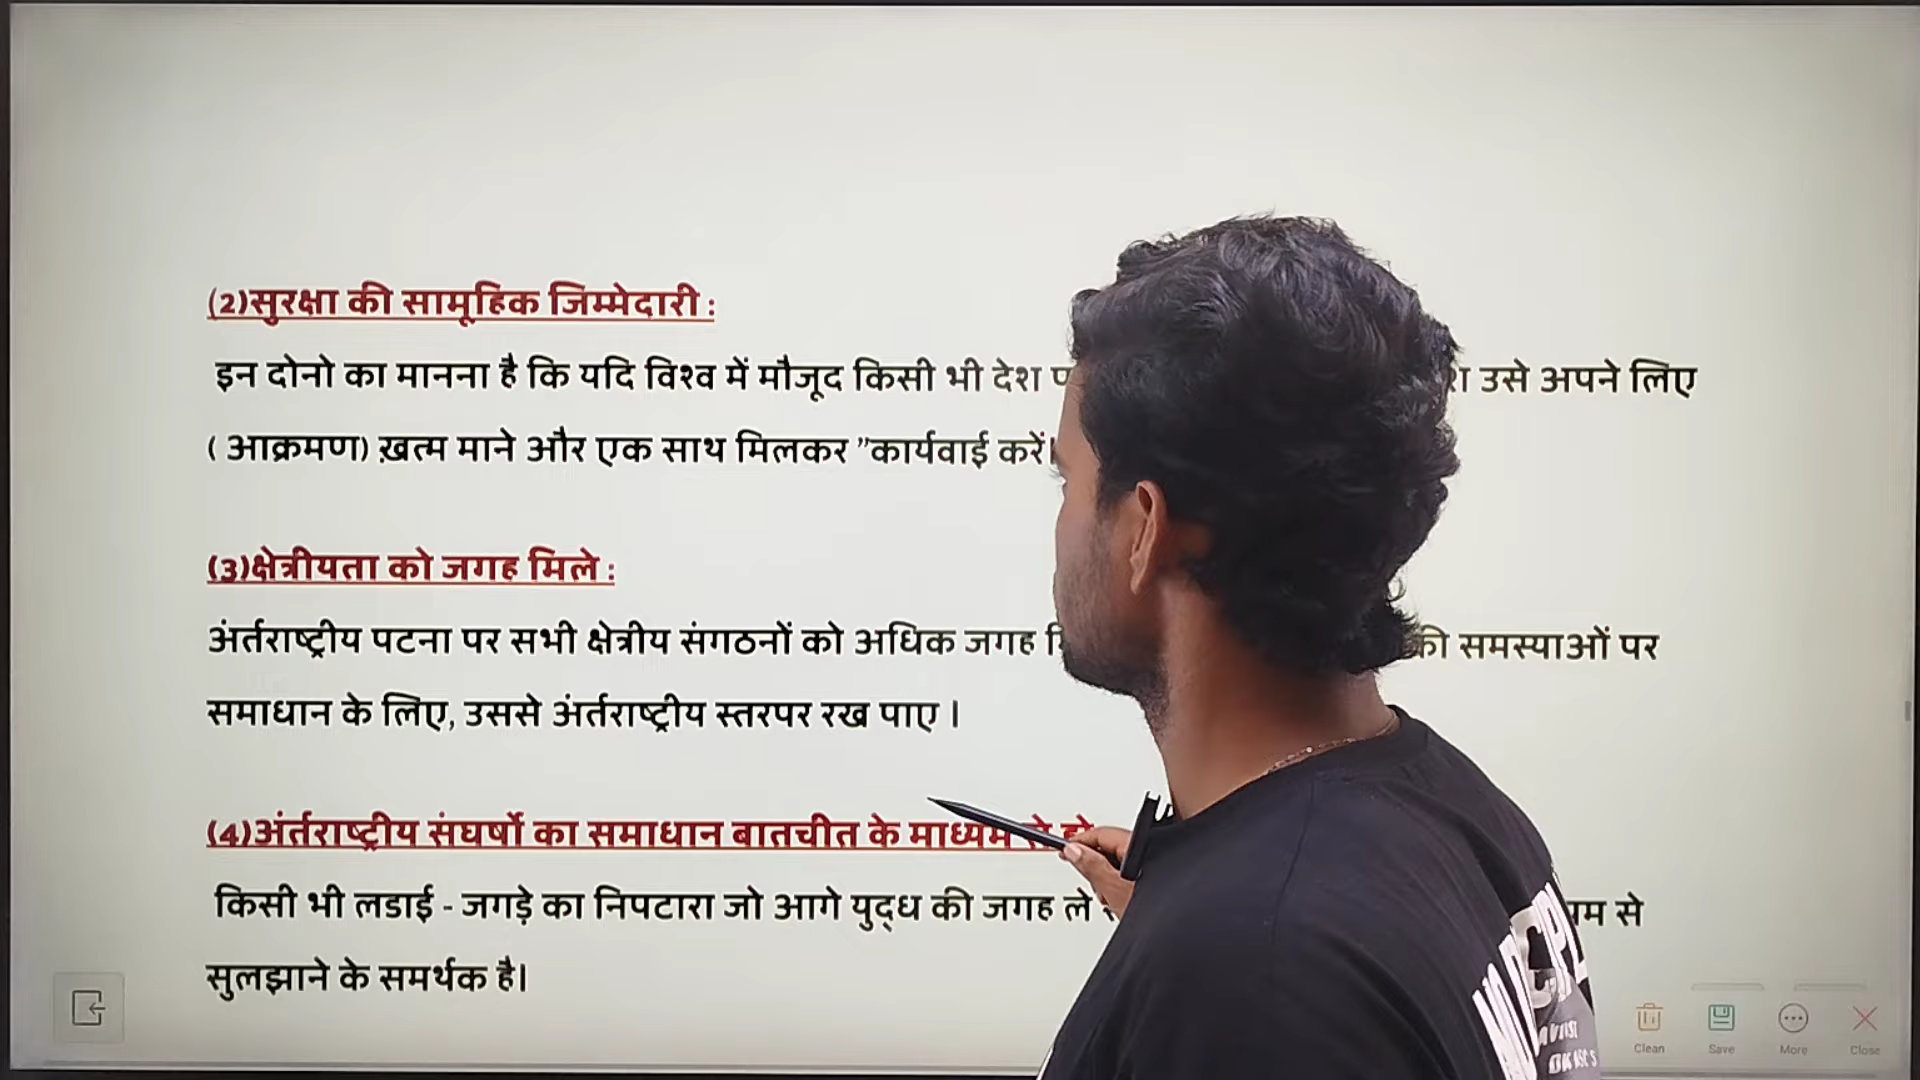 (2)सुरक्षा की सामूहिक जिम्मेदारी :
इन दोनो का मानना है कि यदि विश्व में मौजूद किसी भी देश उसे अपने लिए
( आक्रमण) ख़त्म माने और एक साथ मिलकर ”कार्यवाई करें।
(3)क्षेत्रीयता को जगह मिले :
अंर्तराष्ट्रीय पटना पर सभी क्षेत्रीय संगठनों को अधिक जगह की समस्याओं पर
समाधान के लिए, उससे अंर्तराष्ट्रीय स्तरपर रख पाए ।
(4)अंर्तराष्ट्रीय संघर्षो का समाधान बातचीत के माध्यम से हो
किसी भी लडाई - जगड़े का निपटारा जो आगे युद्ध की जगह ले से
सुलझाने के समर्थक है।
Clean Save More Close